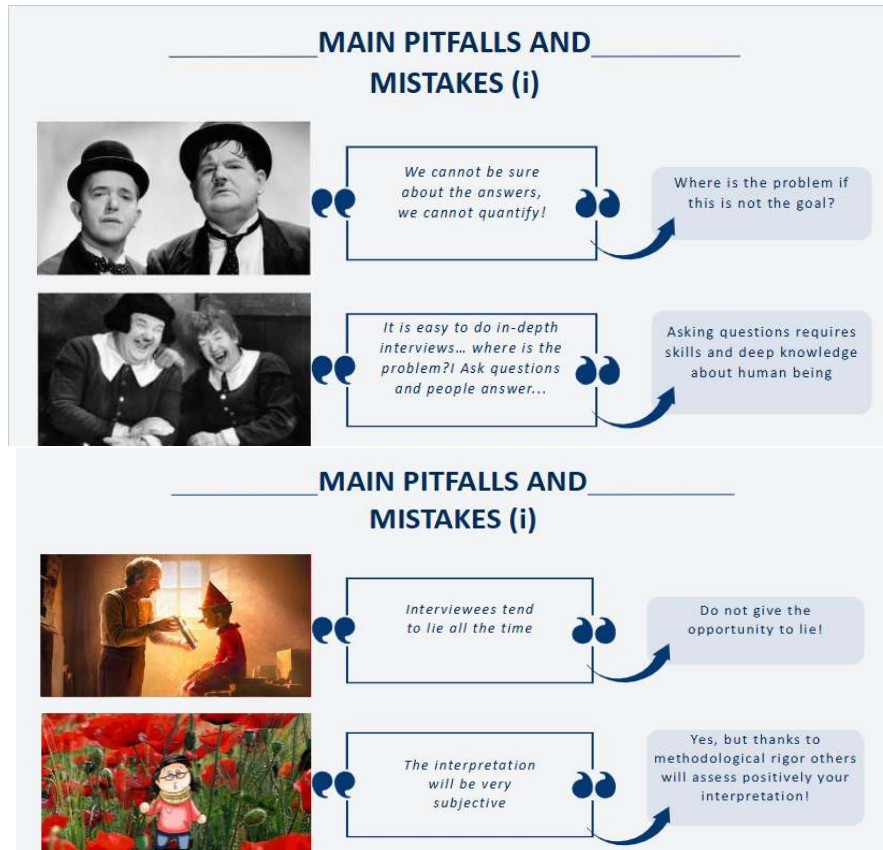 MAIN PITFALLS AND
MISTAKES (i)
We cannot be sure
about the answers,
we cannot quantify!
Where is the problem if
this is not the goal?
It is easy to do in-depth
interviews... where is the
problem?I Ask questions
and people answer...
Asking questions requires
skills and deep knowledge
about human being
MAIN PITFALLS AND
MISTAKES (i)
Interviewees tend
to lie all the time
Do not give the
opportunity to lie!
The interpretation
will be very
subjective
Yes, but thanks to
methodological rigor others
will assess positively your
interpretation!